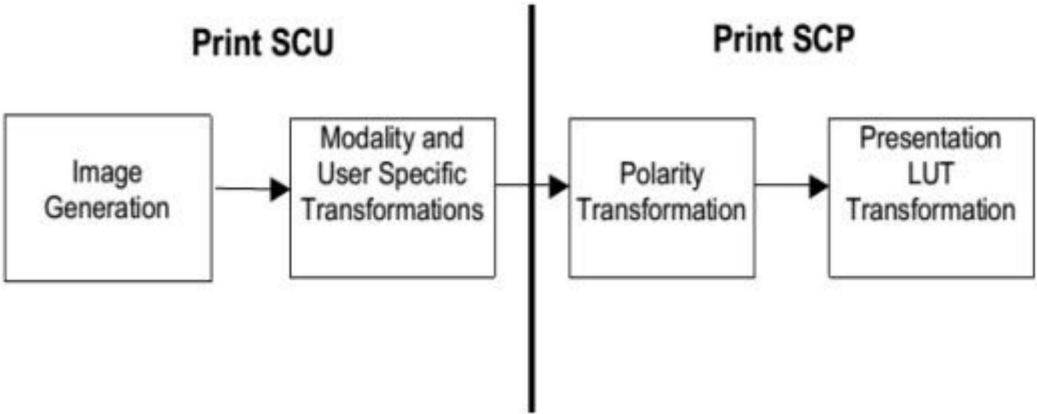 Print SCU
Print SCP
Image
Generation
Modality and
User Specific
Transformations
Polarity
Transformation
Presentation
LUT
Transformation